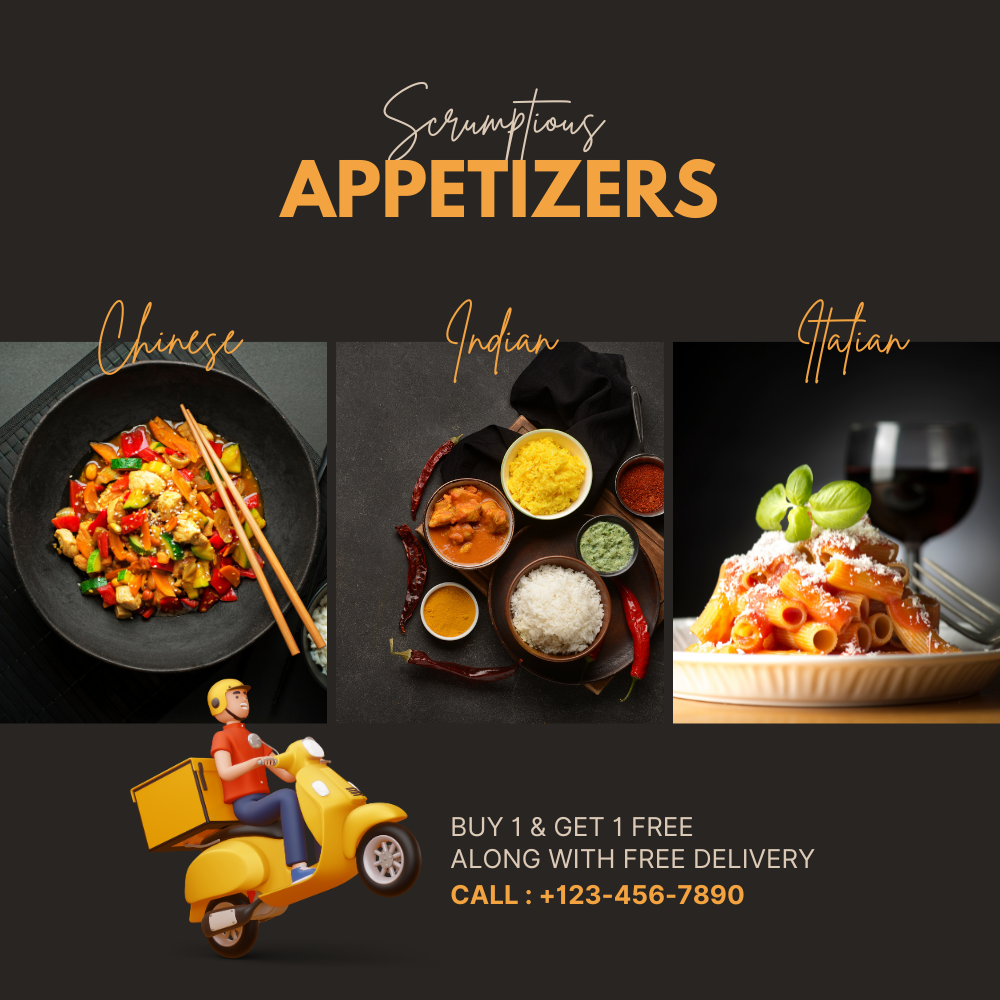 Scrumptious
APPETIZERS
Chinese
Indian
Italian
BUY 1 & GET 1 FREE
ALONG WITH FREE DELIVERY
CALL : +123-456-7890